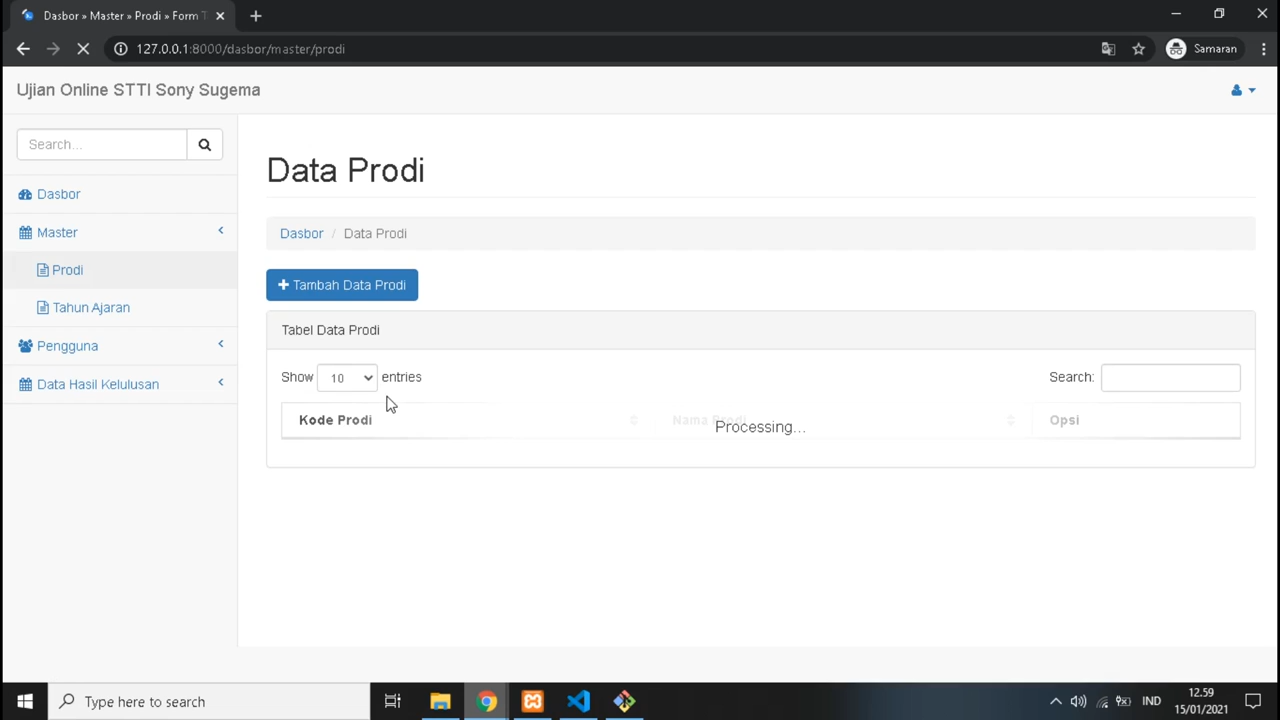 Dasbor » Master » Prodi » Form T
127.0.0.1:8000/dasbor/master/prodi
Samaran
Ujian Online STTI Sony Sugema
Search...
Dasbor
Master
Prodi
Tahun Ajaran
Pengguna
Data Hasil Kelulusan
Data Prodi
Dasbor / Data Prodi
+ Tambah Data Prodi
Tabel Data Prodi
Show 10 entries
Search:
Kode Prodi
Nama Prodi
Opsi
Processing...
Type here to search
IND
12.59
15/01/2021